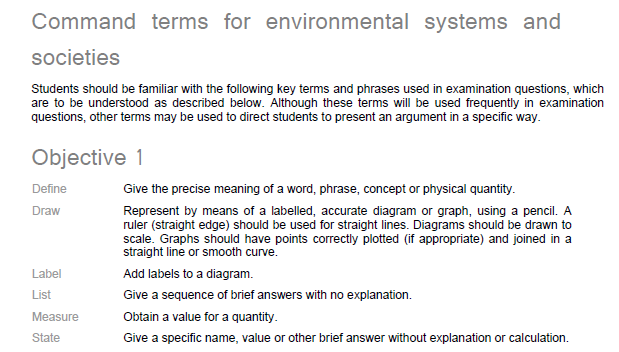 Command terms for environmental systems and
societies
Students should be familiar with the following key terms and phrases used in examination questions, which
are to be understood as described below. Although these terms will be used frequently in examination
questions, other terms may be used to direct students to present an argument in a specific way.
Objective 1
Define Give the precise meaning of a word, phrase, concept or physical quantity.
Draw Represent by means of a labelled, accurate diagram or graph, using a pencil. A
ruler (straight edge) should be used for straight lines. Diagrams should be drawn to
scale. Graphs should have points correctly plotted (if appropriate) and joined in a
straight line or smooth curve.
Label Add labels to a diagram.
List Give a sequence of brief answers with no explanation.
Measure Obtain a value for a quantity.
State Give a specific name, value or other brief answer without explanation or calculation.